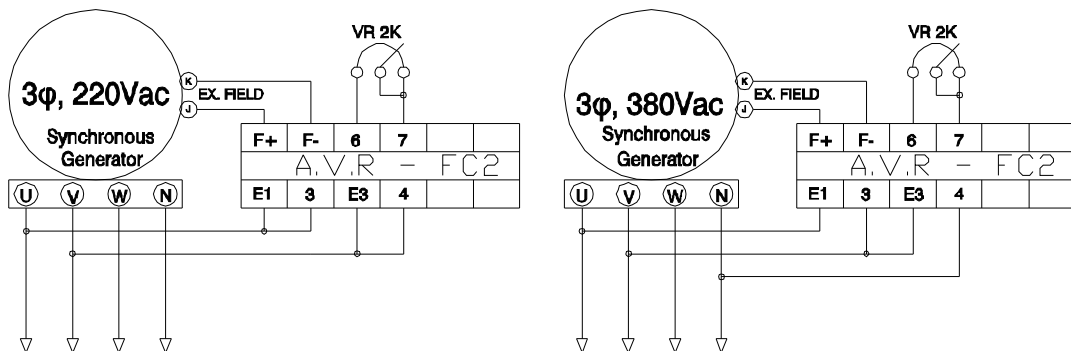 VR 2K
3φ, 220Vac
Synchronous
Generator
K
J
EX. FIELD
F+ F- 6 7
A.V.R - FC2
E1 3 E3 4
U V W N
VR 2K
3φ, 380Vac
Synchronous
Generator
K
J
EX. FIELD
F+ F- 6 7
A.V.R - FC2
E1 3 E3 4
U V W N